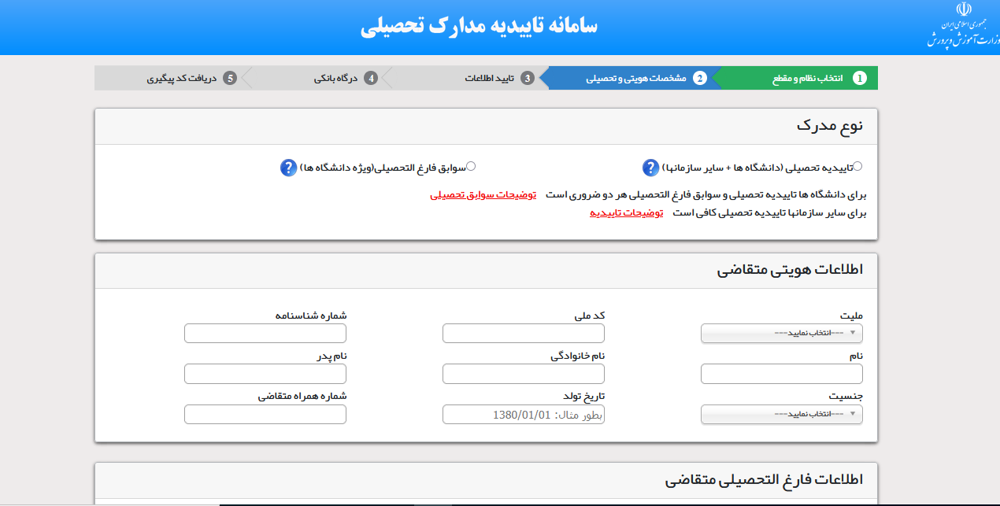 جمهوری اسلامی ایران
وزارت آموزش و پرورش
سامانه تاییدیه مدارک تحصیلی
1 انتخاب نظام و مقطع
2 مشخصات هویتی و تحصیلی
3 تایید اطلاعات
4 درگاه بانکی
5 دریافت کد پیگیری
نوع مدرک
تاییدیه تحصیلی (دانشگاه ها + سایر سازمانها) ?
سوابق فارغ التحصیلی(ویژه دانشگاه ها) ?
برای دانشگاه ها تاییدیه تحصیلی و سوابق فارغ التحصیلی هر دو ضروری است توضیحات سوابق تحصیلی
برای سایر سازمانها تاییدیه تحصیلی کافی است توضیحات تاییدیه
اطلاعات هویتی متقاضی
ملیت
---انتخاب نمایید---
کد ملی
شماره شناسنامه
نام
نام خانوادگی
نام پدر
جنسیت
---انتخاب نمایید---
تاریخ تولد
بطور مثال: 1380/01/01
شماره همراه متقاضی
اطلاعات فارغ التحصیلی متقاضی